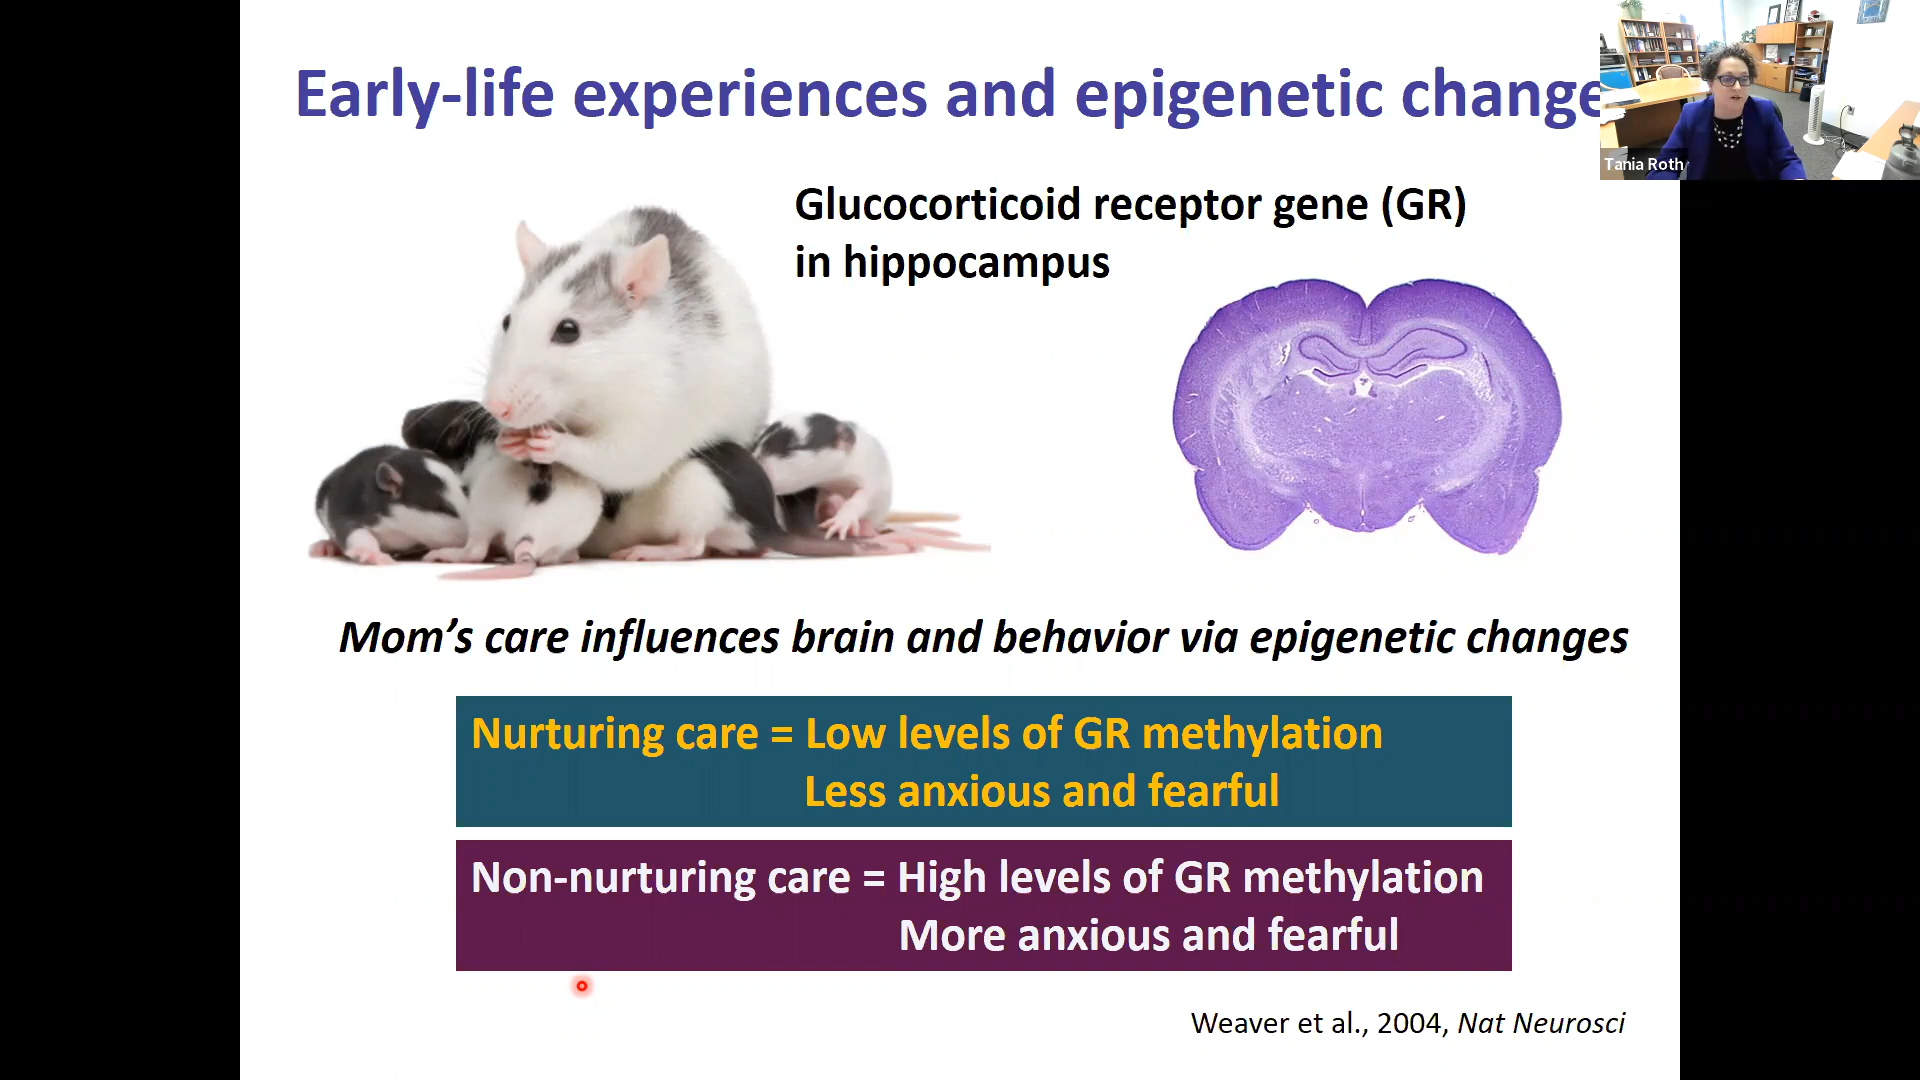 Early-life experiences and epigenetic change
Tania Roth
Glucocorticoid receptor gene (GR)
in hippocampus
Mom’s care influences brain and behavior via epigenetic changes
Nurturing care = Low levels of GR methylation
Less anxious and fearful
Non-nurturing care = High levels of GR methylation
More anxious and fearful
Weaver et al., 2004, Nat Neurosci